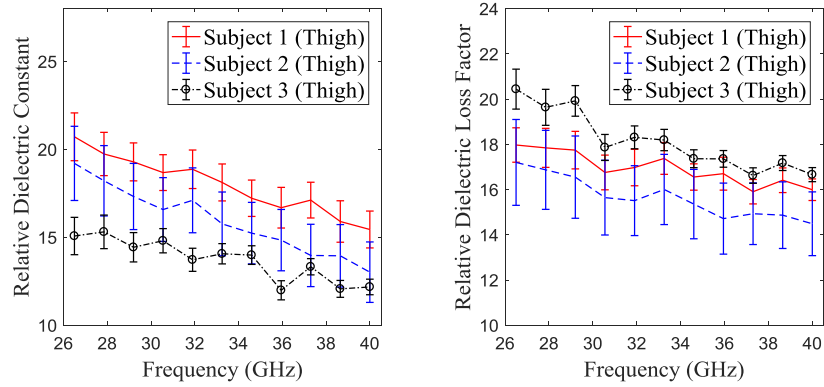 Relative Dielectric Constant
25
20
15
10
Subject 1 (Thigh)
Subject 2 (Thigh)
Subject 3 (Thigh)
26 28 30 32 34 36 38 40
Frequency (GHz)
Relative Dielectric Loss Factor
24
22
20
18
16
14
12
10
Subject 1 (Thigh)
Subject 2 (Thigh)
Subject 3 (Thigh)
26 28 30 32 34 36 38 40
Frequency (GHz)